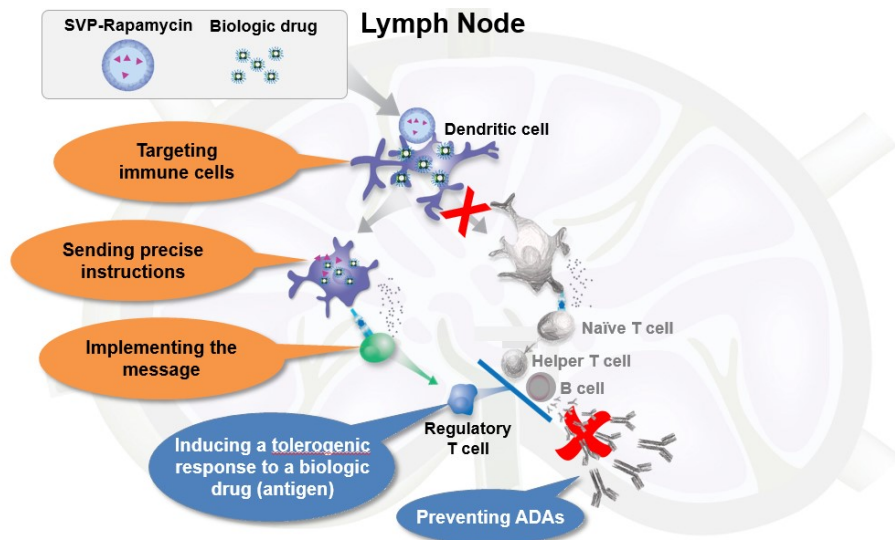 Lymph Node
SVP-Rapamycin
Biologic drug
Dendritic cell
Targeting
immune cells
Sending precise
instructions
Naïve T cell
Implementing the
message
Helper T cell
B cell
Regulatory
T cell
Inducing a tolerogenic
response to a biologic
drug (antigen)
Preventing ADAs